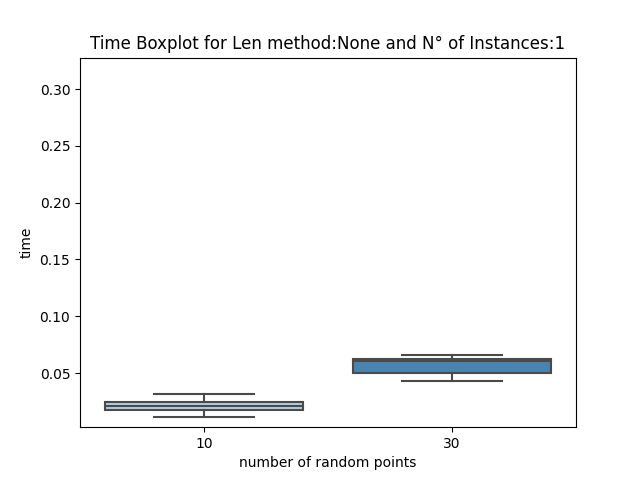 Time Boxplot for Len method:None and N° of Instances:1
0.30
0.25
0.20
0.15
0.10
0.05
time
10 30
number of random points